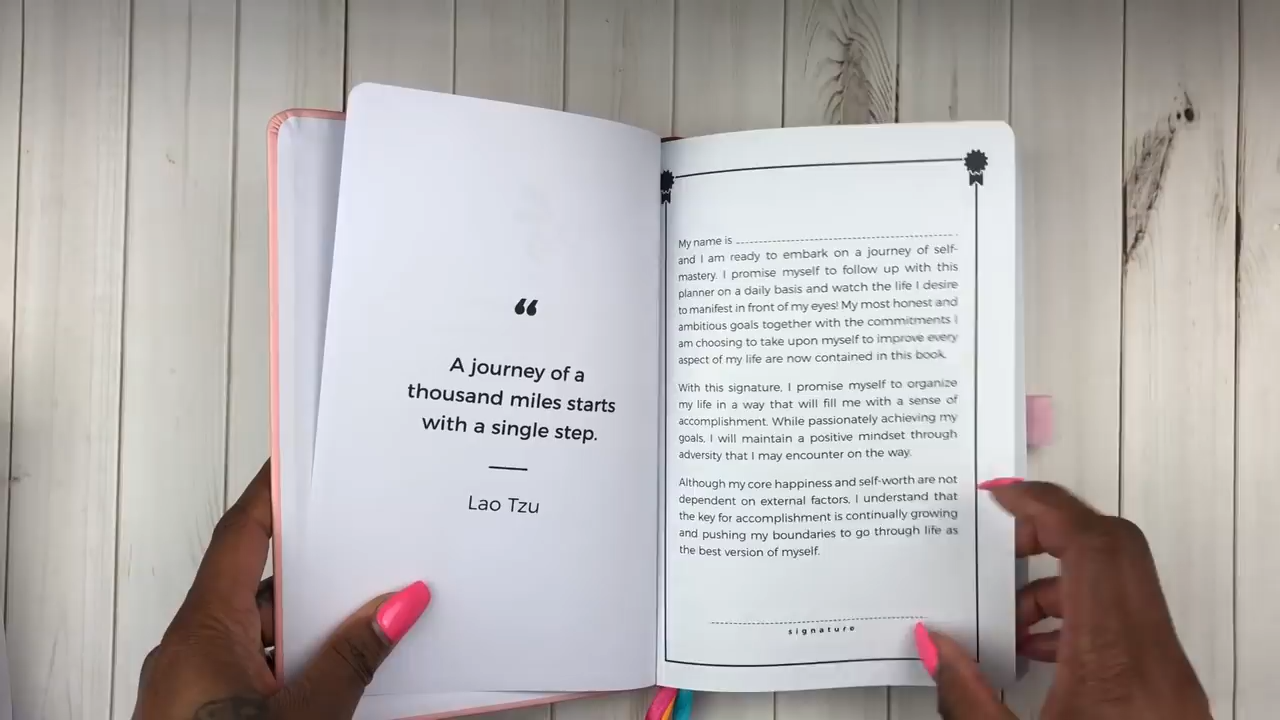 ❝
A journey of a
thousand miles starts
with a single step.
Lao Tzu
My name is
and I am ready to embark on a journey of self-
mastery. I promise myself to follow up with this
planner on a daily basis and watch the life I desire
to manifest in front of my eyes! My most honest and
ambitious goals together with the commitments I
am choosing to take upon myself to improve every
aspect of my life are now contained in this book.
With this signature, I promise myself to organize
my life in a way that will fill me with a sense of
accomplishment. While passionately achieving my
goals, I will maintain a positive mindset through
adversity that I may encounter on the way.
Although my core happiness and self-worth are not
dependent on external factors, I understand that
the key for accomplishment is continually growing
and pushing my boundaries to go through life as
the best version of myself.
signature